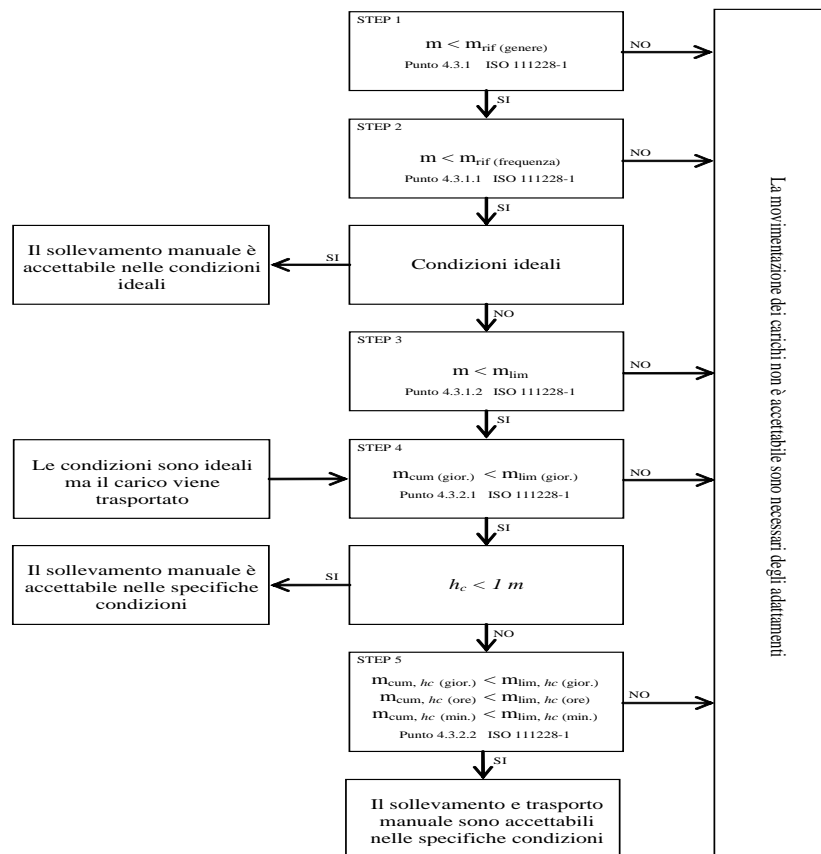 STEP 1
m < mrif (genere)
Punto 4.3.1 ISO 111228-1
NO
SI
STEP 2
m < mrif (frequenza)
Punto 4.3.1.1 ISO 111228-1
NO
SI
Il sollevamento manuale è
accettabile nelle condizioni
ideali
SI
Condizioni ideali
NO
STEP 3
m < mlim
Punto 4.3.1.2 ISO 111228-1
NO
SI
Le condizioni sono ideali
ma il carico viene
trasportato
STEP 4
mcum (gior.) < mlim (gior.)
Punto 4.3.2.1 ISO 111228-1
NO
SI
Il sollevamento manuale è
accettabile nelle specifiche
condizioni
SI
hc < 1 m
NO
STEP 5
mcum, hc (gior.) < mlim, hc (gior.)
mcum, hc (ore) < mlim, hc (ore)
mcum, hc (min.) < mlim, hc (min.)
Punto 4.3.2.2 ISO 111228-1
NO
SI
Il sollevamento e trasporto
manuale sono accettabili
nelle specifiche condizioni
La movimentazione dei carichi non è accettabile sono necessari degli adattamenti